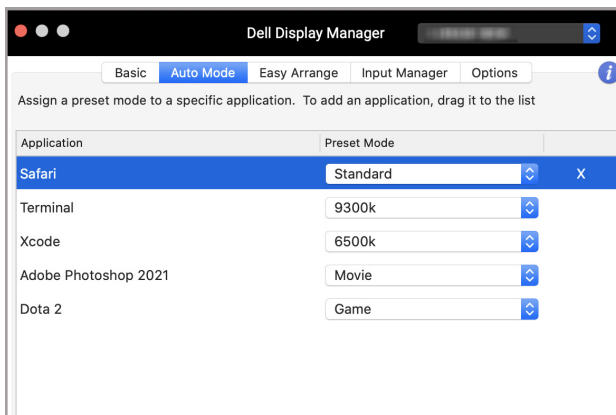 Dell Display Manager
Basic Auto Mode Easy Arrange Input Manager Options i
Assign a preset mode to a specific application. To add an application, drag it to the list
Application Preset Mode
Safari Standard X
Terminal 9300k
Xcode 6500k
Adobe Photoshop 2021 Movie
Dota 2 Game